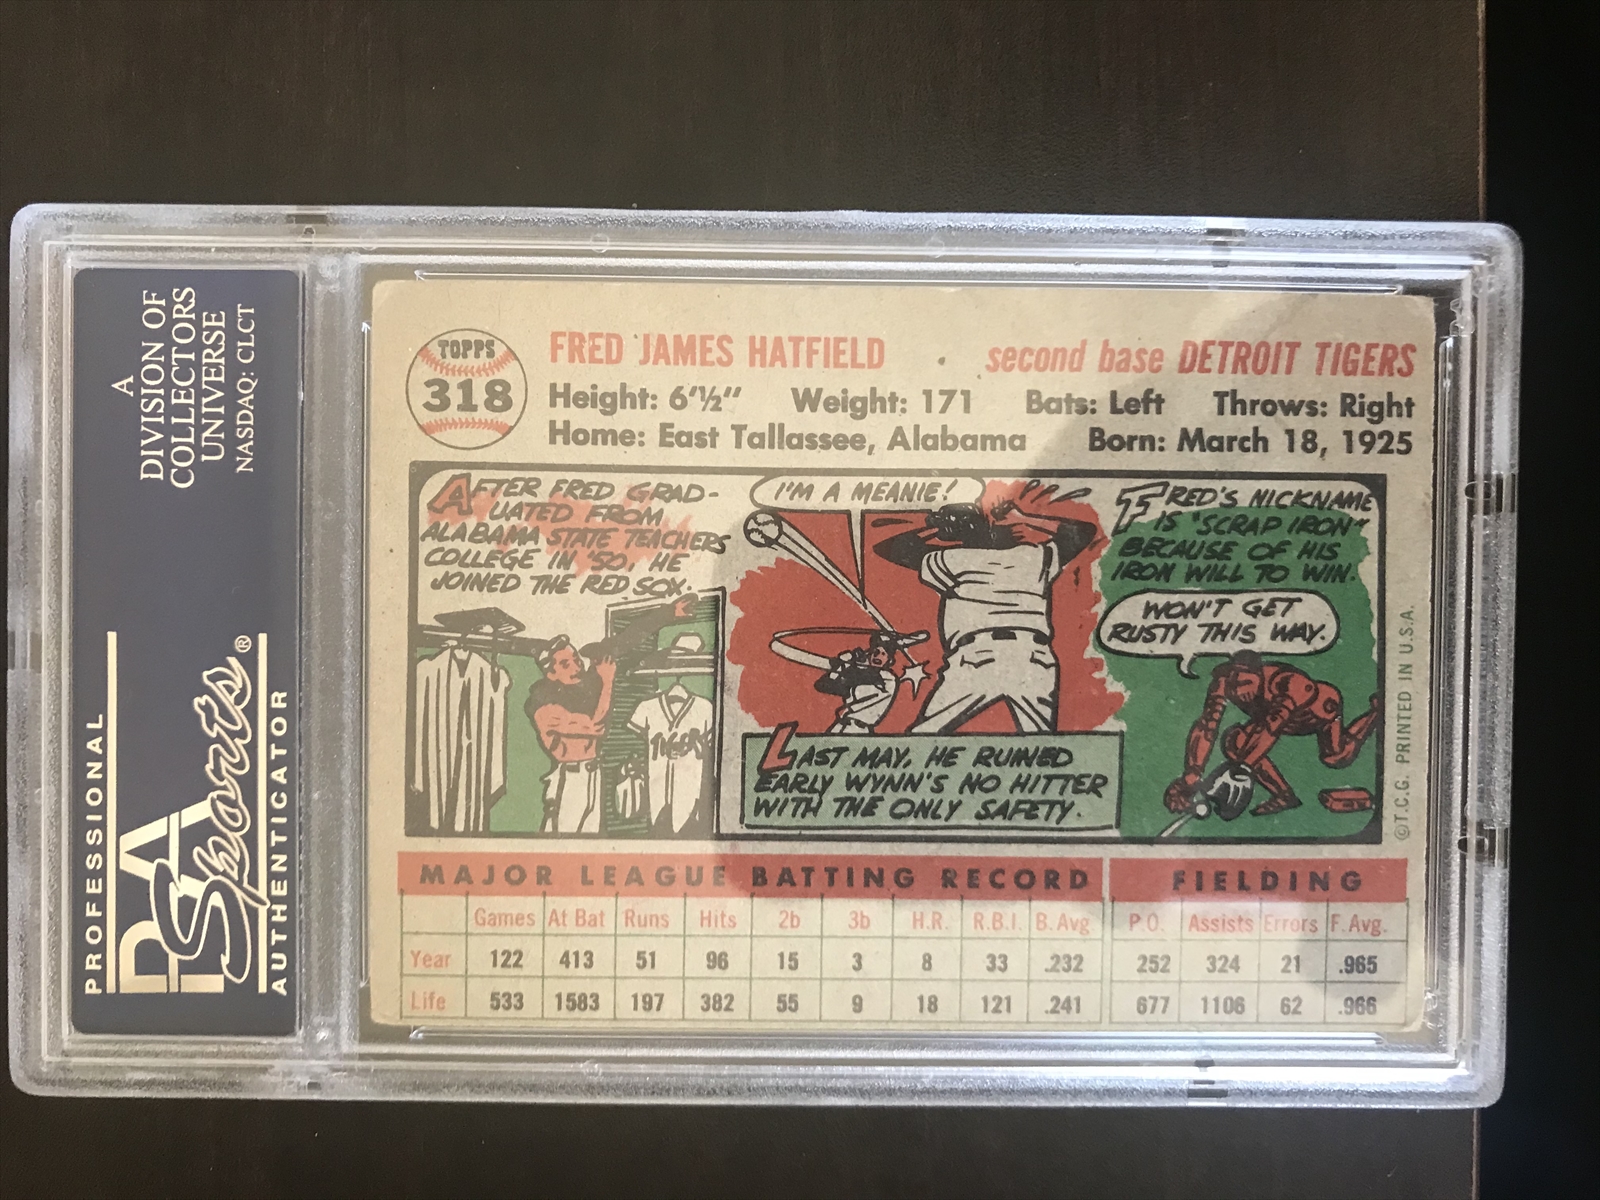 A
DIVISION OF
COLLECTORS
UNIVERSE
NASDAQ: CLCT
PROFESSIONAL
PSA
Sports®
AUTHENTICATOR
TOPPS
318
FRED JAMES HATFIELD second base DETROIT TIGERS
Height: 6'½" Weight: 171 Bats: Left Throws: Right
Home: East Tallassee, Alabama Born: March 18, 1925
AFTER FRED GRAD-
UATED FROM
ALABAMA STATE TEACHERS
COLLEGE IN '50, HE
JOINED THE RED SOX.
TIGERS
I'M A MEANIE!
LAST MAY, HE RUINED
EARLY WYNN'S NO HITTER
WITH THE ONLY SAFETY.
FRED'S NICKNAME
IS "SCRAP IRON"
BECAUSE OF HIS
IRON WILL TO WIN.
WON'T GET
RUSTY THIS WAY.
© T.C.G. PRINTED IN U.S.A.
MAJOR LEAGUE BATTING RECORD FIELDING
Games At Bat Runs Hits 2b 3b H.R. R.B.I. B. Avg. P.O. Assists Errors F. Avg.
Year 122 413 51 96 15 3 8 33 .232 252 324 21 .965
Life 533 1583 197 382 55 9 18 121 .241 677 1106 62 .966